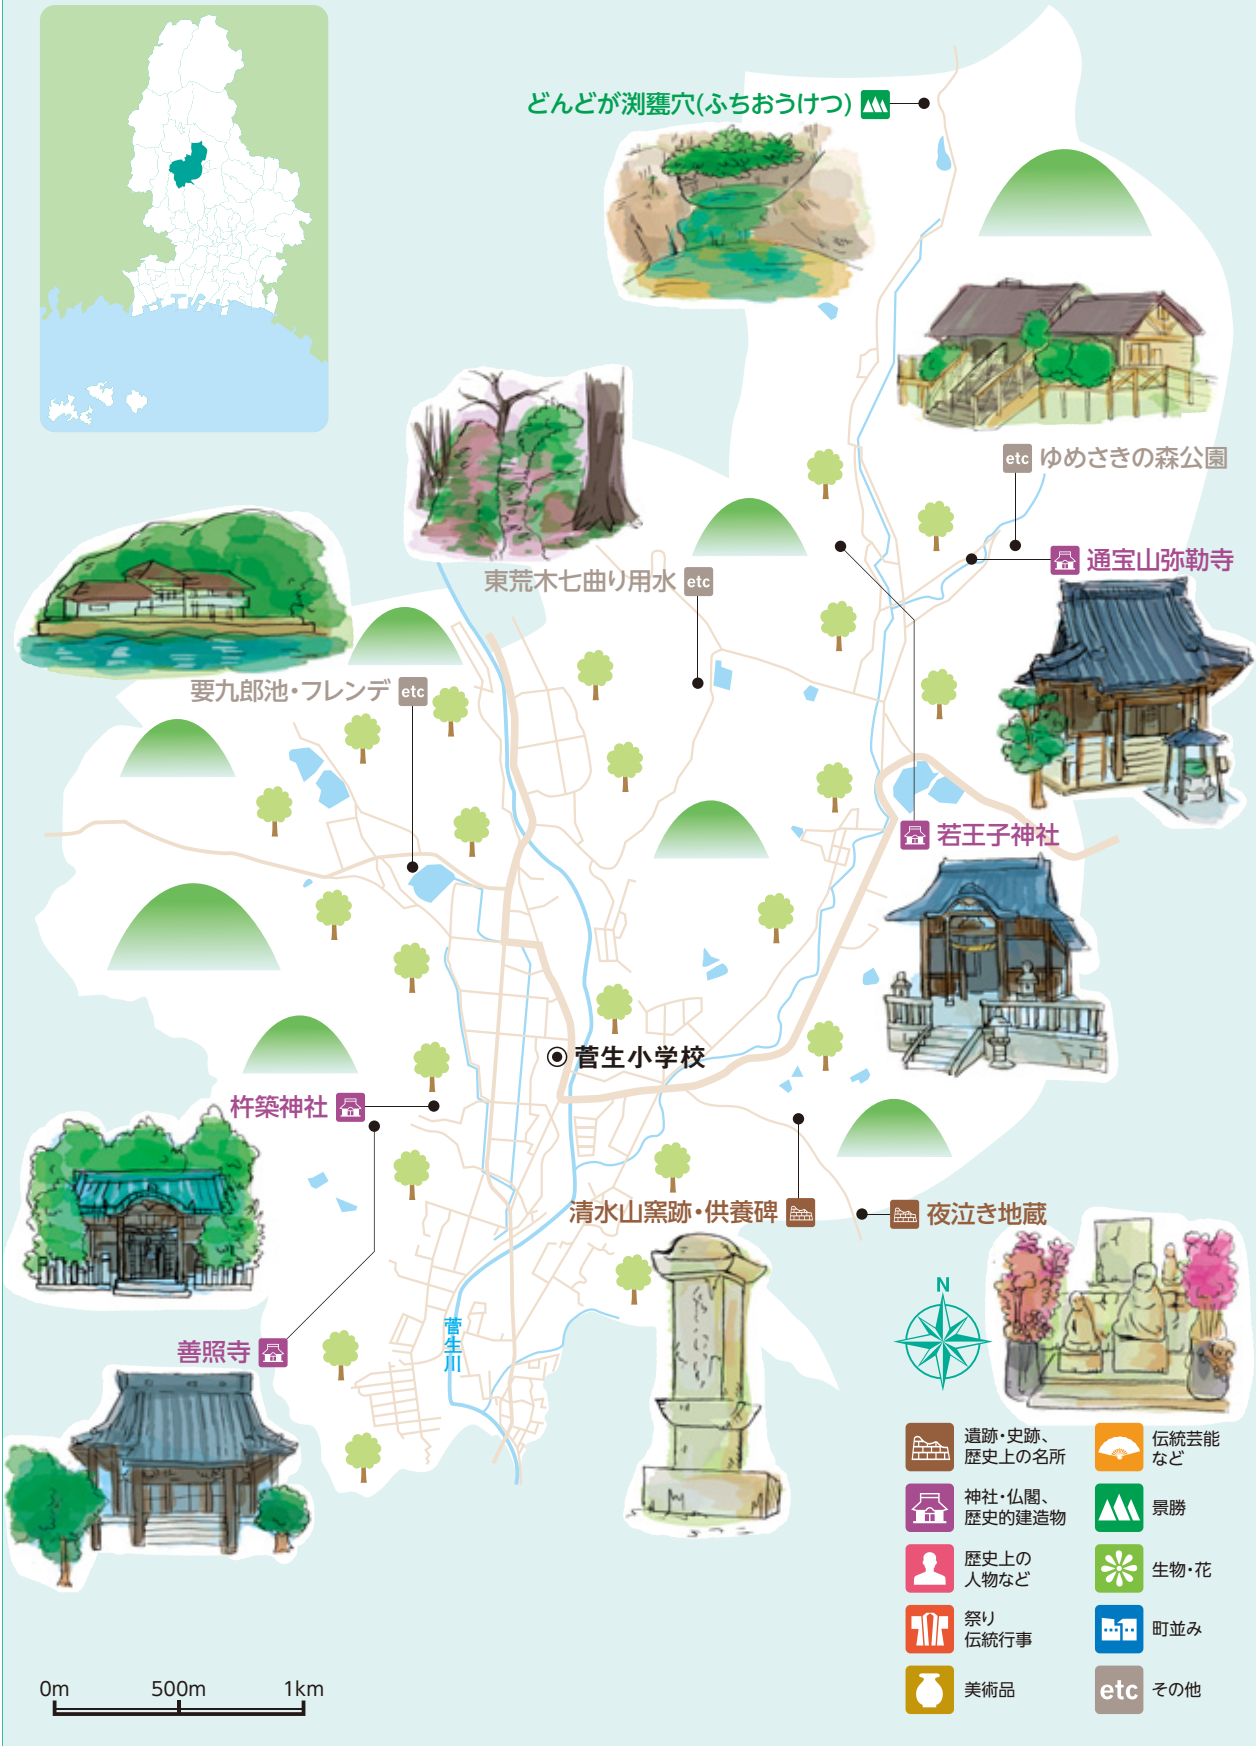 どんどが渕甕穴(ふちおうけつ)
etc ゆめさきの森公園
通宝山弥勒寺
東荒木七曲り用水 etc
要九郎池・フレンデ etc
若王子神社
菅生小学校
杵築神社
清水山窯跡・供養碑
夜泣き地蔵
善照寺
菅生川
N
遺跡・史跡、
歴史上の名所
神社・仏閣、
歴史的建造物
歴史上の
人物など
祭り
伝統行事
美術品
伝統芸能
など
景勝
生物・花
町並み
etc その他
0m 500m 1km